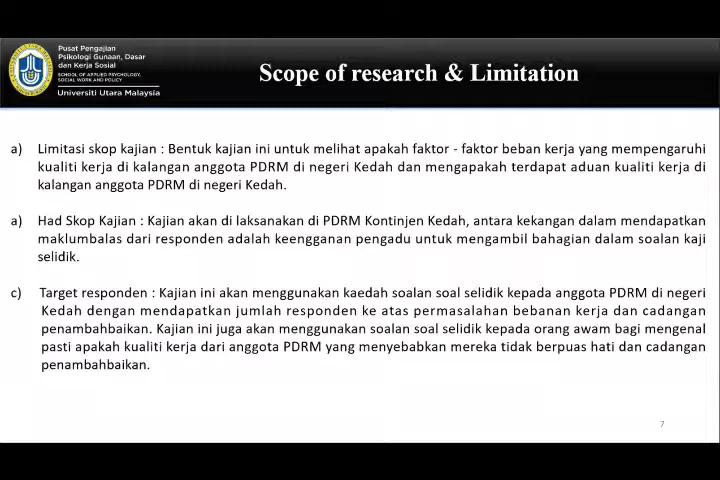 Pusat Pengajian
Psikologi Gunaan, Dasar
dan Kerja Sosial
SCHOOL OF APPLIED PSYCHOLOGY,
SOCIAL WORK AND POLICY
Universiti Utara Malaysia
Scope of research & Limitation
a) Limitasi skop kajian : Bentuk kajian ini untuk melihat apakah faktor - faktor beban kerja yang mempengaruhi
kualiti kerja di kalangan anggota PDRM di negeri Kedah dan mengapakah terdapat aduan kualiti kerja di
kalangan anggota PDRM di negeri Kedah.
a) Had Skop Kajian : Kajian akan di laksanakan di PDRM Kontinjen Kedah, antara kekangan dalam mendapatkan
maklumbalas dari responden adalah keengganan pengadu untuk mengambil bahagian dalam soalan kaji
selidik.
c) Target responden : Kajian ini akan menggunakan kaedah soalan soal selidik kepada anggota PDRM di negeri
Kedah dengan mendapatkan jumlah responden ke atas permasalahan bebanan kerja dan cadangan
penambahbaikan. Kajian ini juga akan menggunakan soalan soal selidik kepada orang awam bagi mengenal
pasti apakah kualiti kerja dari anggota PDRM yang menyebabkan mereka tidak berpuas hati dan cadangan
penambahbaikan.
7